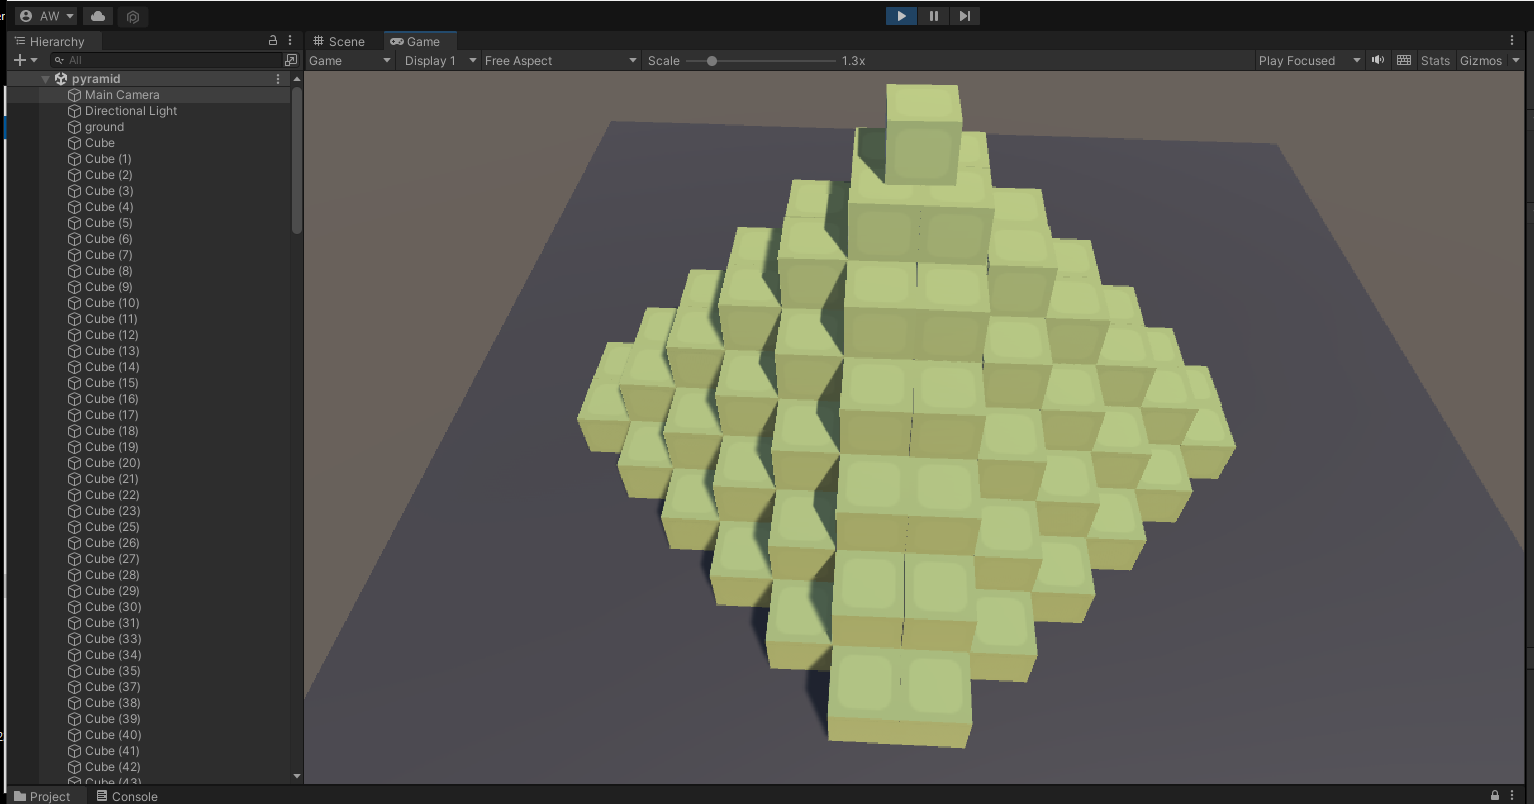 AW
Hierarchy
All
pyramid
Main Camera
Directional Light
ground
Cube
Cube (1)
Cube (2)
Cube (3)
Cube (4)
Cube (5)
Cube (6)
Cube (7)
Cube (8)
Cube (9)
Cube (10)
Cube (11)
Cube (12)
Cube (13)
Cube (14)
Cube (15)
Cube (16)
Cube (17)
Cube (18)
Cube (19)
Cube (20)
Cube (21)
Cube (22)
Cube (23)
Cube (25)
Cube (26)
Cube (27)
Cube (28)
Cube (29)
Cube (30)
Cube (31)
Cube (33)
Cube (34)
Cube (35)
Cube (37)
Cube (38)
Cube (39)
Cube (40)
Cube (41)
Cube (42)
Cube (43)
Scene Game
Game Display 1 Free Aspect Scale 1.3x Play Focused Stats Gizmos
Project Console